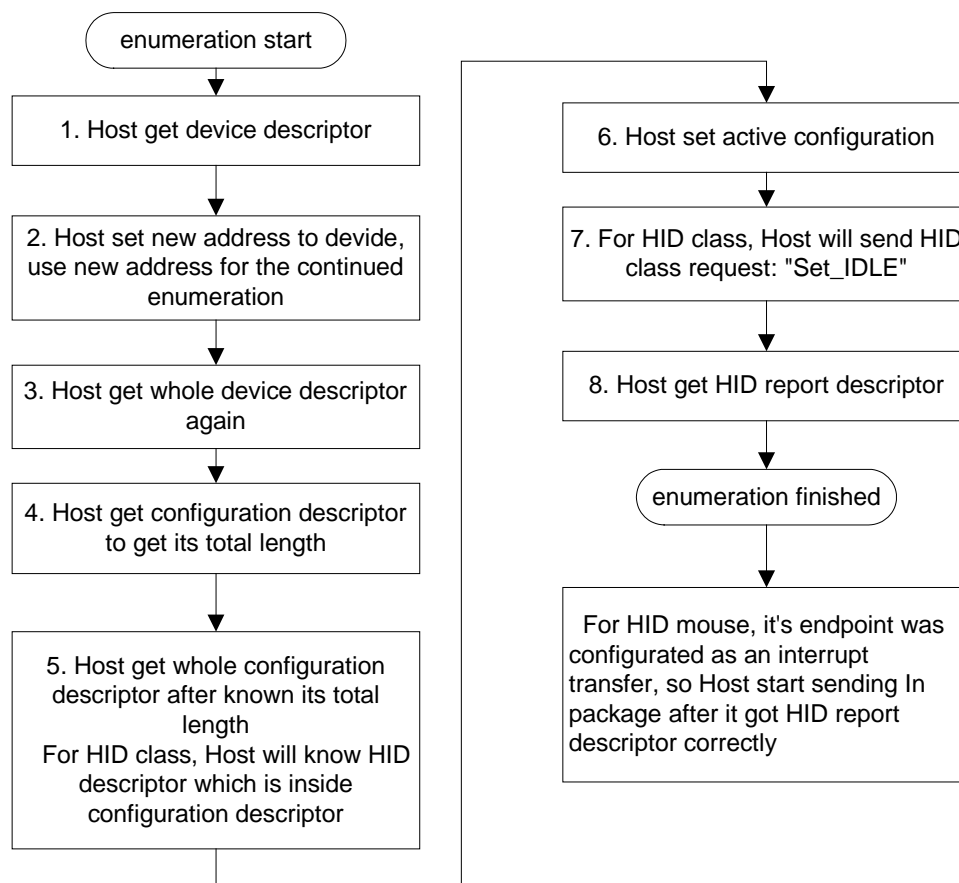 enumeration start
1. Host get device descriptor
2. Host set new address to devide,
use new address for the continued
enumeration
3. Host get whole device descriptor
again
4. Host get configuration descriptor
to get its total length
5. Host get whole configuration
descriptor after known its total
length
For HID class, Host will know HID
descriptor which is inside
configuration descriptor
6. Host set active configuration
7. For HID class, Host will send HID
class request: "Set_IDLE"
8. Host get HID report descriptor
enumeration finished
For HID mouse, it's endpoint was
configurated as an interrupt
transfer, so Host start sending In
package after it got HID report
descriptor correctly